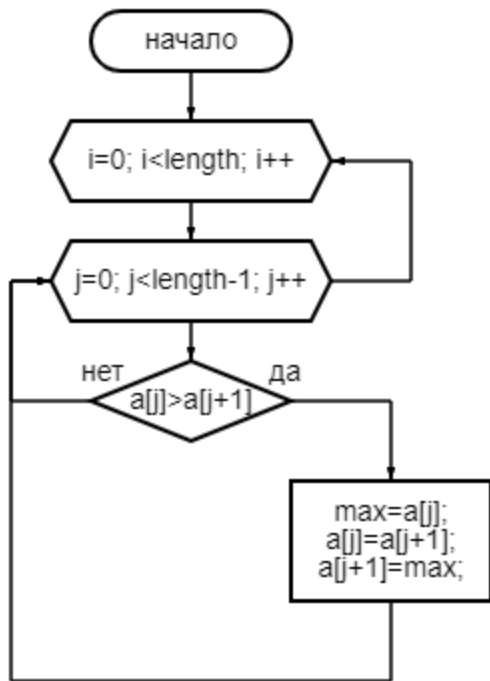 начало
i=0; i<length; i++
j=0; j<length-1; j++
нет
да
a[j]>a[j+1]
max=a[j];
a[j]=a[j+1];
a[j+1]=max;